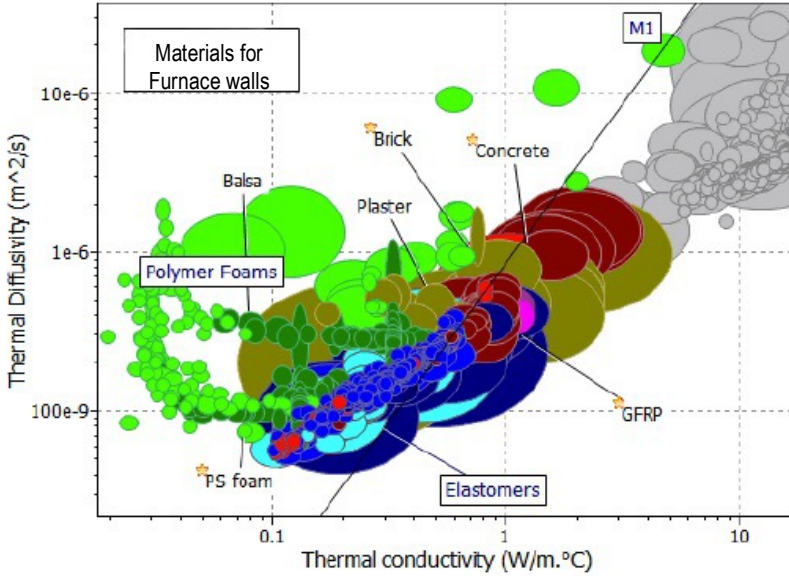 M1
Materials for
Furnace walls
10e-6
Brick
Concrete
Balsa
Plaster
1e-6
Polymer Foams
100e-9
GFRP
PS foam
Elastomers
0.1
1
10
Thermal Diffusivity (m^2/s)
Thermal conductivity (W/m.°C)